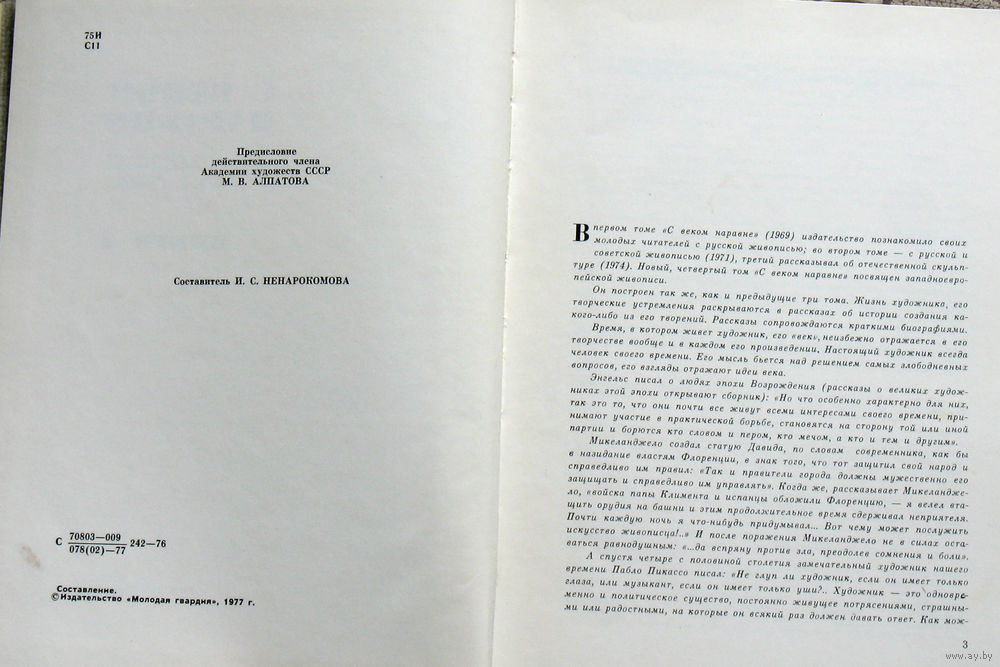 75И
С11
Предисловие
действительного члена
Академии художеств СССР
М. В. АЛПАТОВА
Составитель И. С. НЕНАРОКОМОВА
С 70803—009
078(02)—77 242—76
Составление.
© Издательство «Молодая гвардия», 1977 г.
В первом томе «С веком наравне» (1969) издательство познакомило своих
молодых читателей с русской живописью; во втором томе — с русской и
советской живописью (1971), третий рассказывал об отечественной скульп-
туре (1974). Новый, четвертый том «С веком наравне» посвящен западноевро-
пейской живописи.
Он построен так же, как и предыдущие три тома. Жизнь художника, его
творческие устремления раскрываются в рассказах об истории создания ка-
кого-либо из его творений. Рассказы сопровождаются краткими биографиями.
Время, в котором живет художник, его «век», неизбежно отражается в его
творчестве вообще и в каждом его произведении. Настоящий художник всегда
человек своего времени. Его мысль бьется над решением самых злободневных
вопросов, его взгляды отражают идеи века.
Энгельс писал о людях эпохи Возрождения (рассказы о великих худож-
никах этой эпохи открывают сборник): «Но что особенно характерно для них,
так это то, что они почти все живут всеми интересами своего времени, при-
нимают участие в практической борьбе, становятся на сторону той или иной
партии и борются кто словом и пером, кто мечом, а кто и тем и другим».
Микеланджело создал статую Давида, по словам современника, как бы
в назидание властям Флоренции, в знак того, что тот защитил свой народ и
справедливо им правил: «Так и правители города должны мужественно его
защищать и справедливо им управлять». Когда же, рассказывает Микеландже-
ло, «войска папы Климента и испанцы обложили Флоренцию, — я велел вта-
щить орудия на башни и этим продолжительное время сдерживал неприятеля.
Почти каждую ночь я что-нибудь придумывал... Вот чему может послужить
искусство живописца!..» И после поражения Микеланджело не в силах оста-
ваться равнодушным: «...да вспряну против зла, преодолев сомнения и боли».
А спустя четыре с половиной столетия замечательный художник нашего
времени Пабло Пикассо писал: «Не глуп ли художник, если он имеет только
глаза, или музыкант, если он имеет только уши?.. Художник — это одновре-
менно и политическое существо, постоянно живущее потрясениями, страшны-
ми или радостными, на которые он всякий раз должен давать ответ. Как мож-
3
www.ay.by